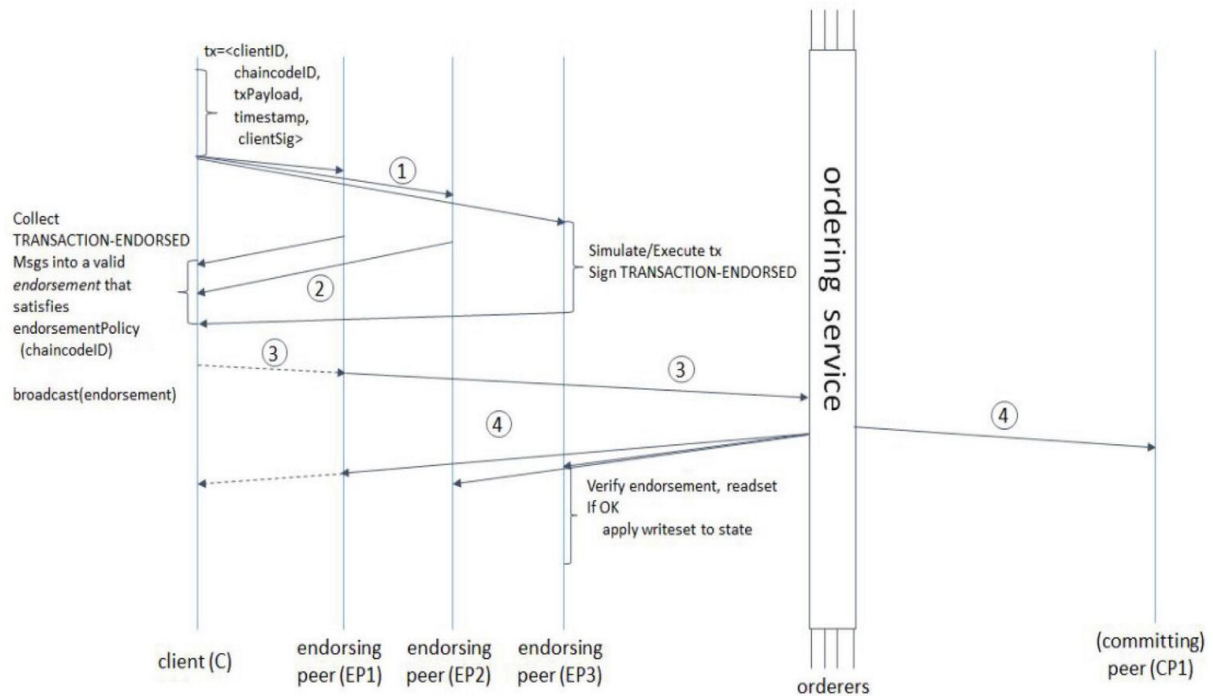 tx=<clientID,
chaincodeID,
txPayload,
timestamp,
clientSig>
1
Collect
TRANSACTION-ENDORSED
Msgs into a valid
endorsement that
satisfies
endorsementPolicy
(chaincodeID)
2
Simulate/Execute tx
Sign TRANSACTION-ENDORSED
3
3
broadcast(endorsement)
4
4
Verify endorsement, readset
If OK
apply writeset to state
ordering service
client (C)
endorsing
peer (EP1)
endorsing
peer (EP2)
endorsing
peer (EP3)
orderers
(committing)
peer (CP1)